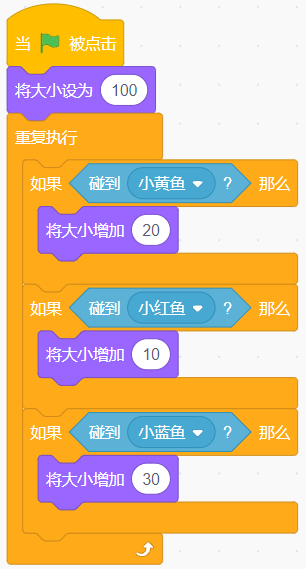 当 被点击
将大小设为 100
重复执行
如果 碰到 小黄鱼 ? 那么
将大小增加 20
如果 碰到 小红鱼 ? 那么
将大小增加 10
如果 碰到 小蓝鱼 ? 那么
将大小增加 30